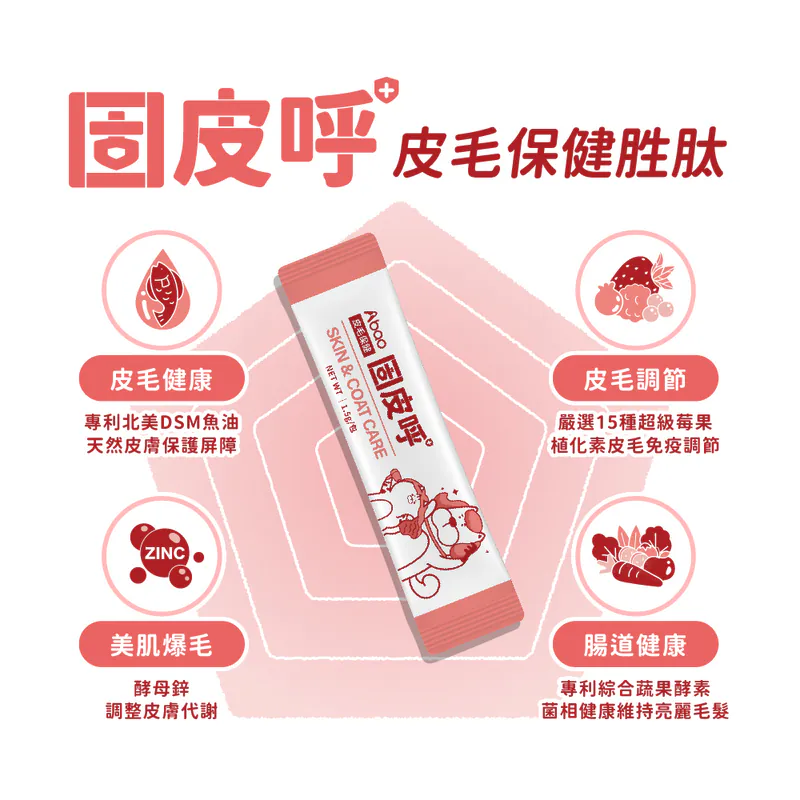 固皮呼
皮毛保健胜肽
皮毛健康
專利北美DSM魚油
天然皮膚保護屏障
皮毛調節
嚴選15種超級莓果
植化素皮毛免疫調節
Abao
皮毛保健
固皮呼
SKIN & COAT CARE
NET WT | 1.5g/包
ZINC
美肌爆毛
酵母鋅
調整皮膚代謝
腸道健康
專利綜合蔬果酵素
菌相健康維持亮麗毛髮